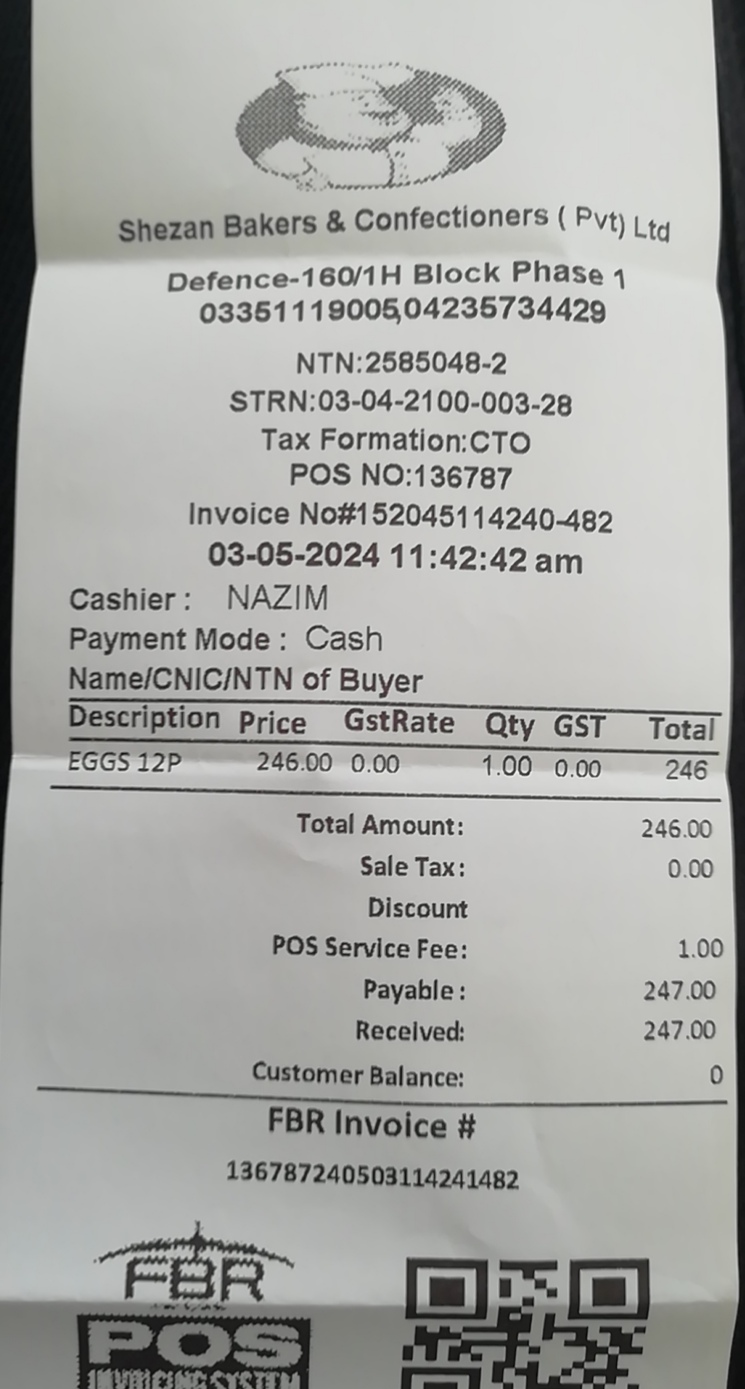 Shezan Bakers & Confectioners ( Pvt) Ltd
Defence-160/1H Block Phase 1
03351119005,04235734429
NTN:2585048-2
STRN:03-04-2100-003-28
Tax Formation:CTO
POS NO:136787
Invoice No#152045114240-482
03-05-2024 11:42:42 am
Cashier : NAZIM
Payment Mode : Cash
Name/CNIC/NTN of Buyer
Description Price GstRate Qty GST Total
EGGS 12P 246.00 0.00 1.00 0.00 246
Total Amount: 246.00
Sale Tax: 0.00
Discount
POS Service Fee: 1.00
Payable : 247.00
Received: 247.00
Customer Balance: 0
FBR Invoice #
136787240503114241482
FBR
POS
INVOICING SYSTEM